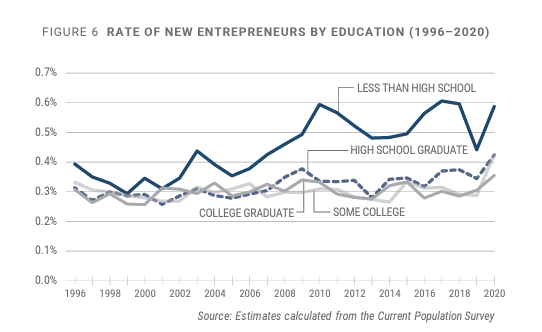 FIGURE 6 RATE OF NEW ENTREPRENEURS BY EDUCATION (1996–2020)
0.7%
LESS THAN HIGH SCHOOL
0.6%
0.5%
HIGH SCHOOL GRADUATE
0.4%
0.3%
COLLEGE GRADUATE SOME COLLEGE
0.2%
0.1%
0.0%
1996 1998 2000 2002 2004 2006 2008 2010 2012 2014 2016 2018 2019 2020
Source: Estimates calculated from the Current Population Survey